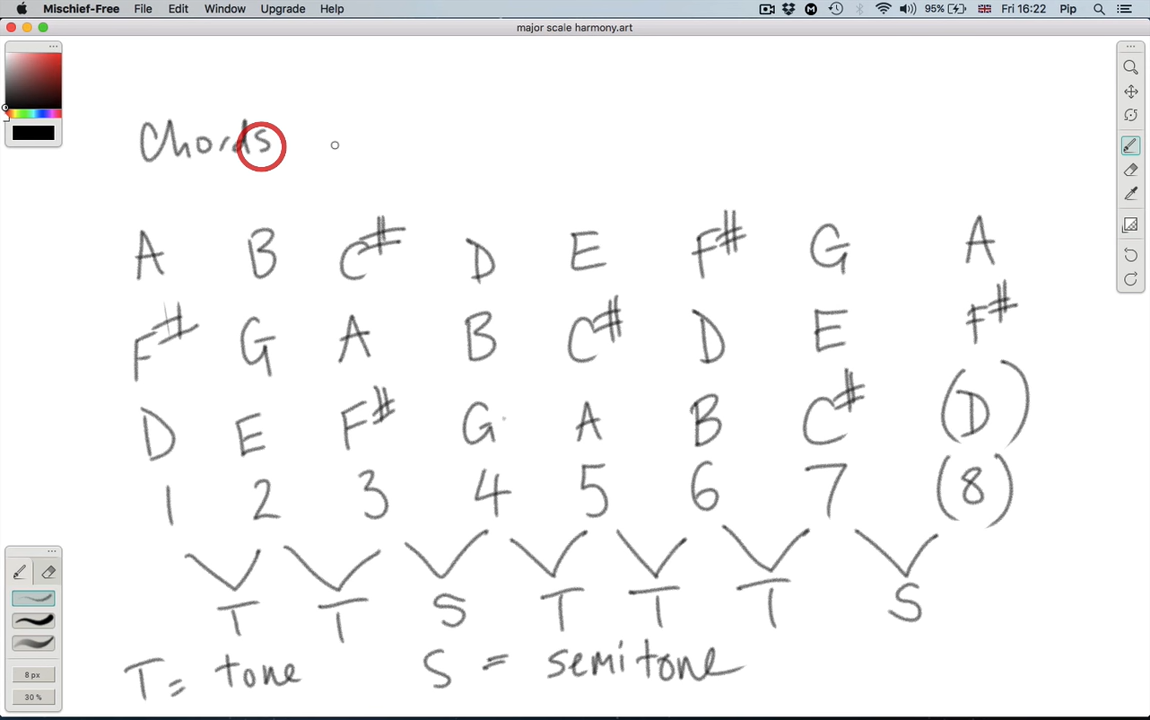 Mischief-Free File Edit View Window Upgrade Help 95% Fri 16:22 Pip
major scale harmony.art
Chords
A B C# D E F# G A
F# G A B C# D E F#
D E F# G A B C# (D)
1 2 3 4 5 6 7 (8)
T T S T T T S
T = tone S = semitone
8 px
30 %